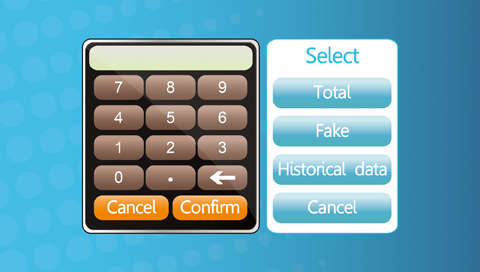 7 8 9
4 5 6
1 2 3
0 .
Cancel Confirm
Select
Total
Fake
Historical data
Cancel